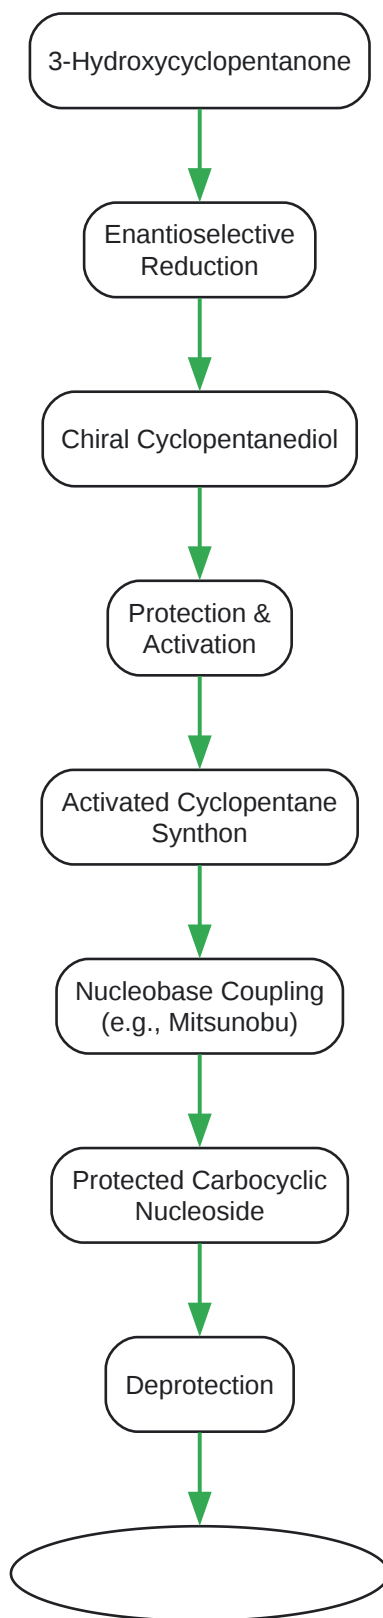 3-Hydroxycyclopentanone
Enantioselective
Reduction
Chiral Cyclopentanediol
Protection &
Activation
Activated Cyclopentane
Synthon
Nucleobase Coupling
(e.g., Mitsunobu)
Protected Carbocyclic
Nucleoside
Deprotection